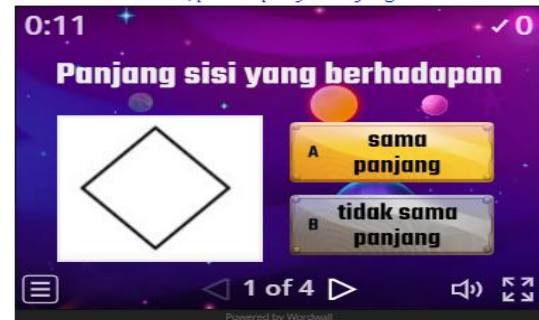 0:11
✓ 0
Panjang sisi yang berhadapan
A
sama
panjang
B
tidak sama
panjang
1 of 4
Powered by Wordwall